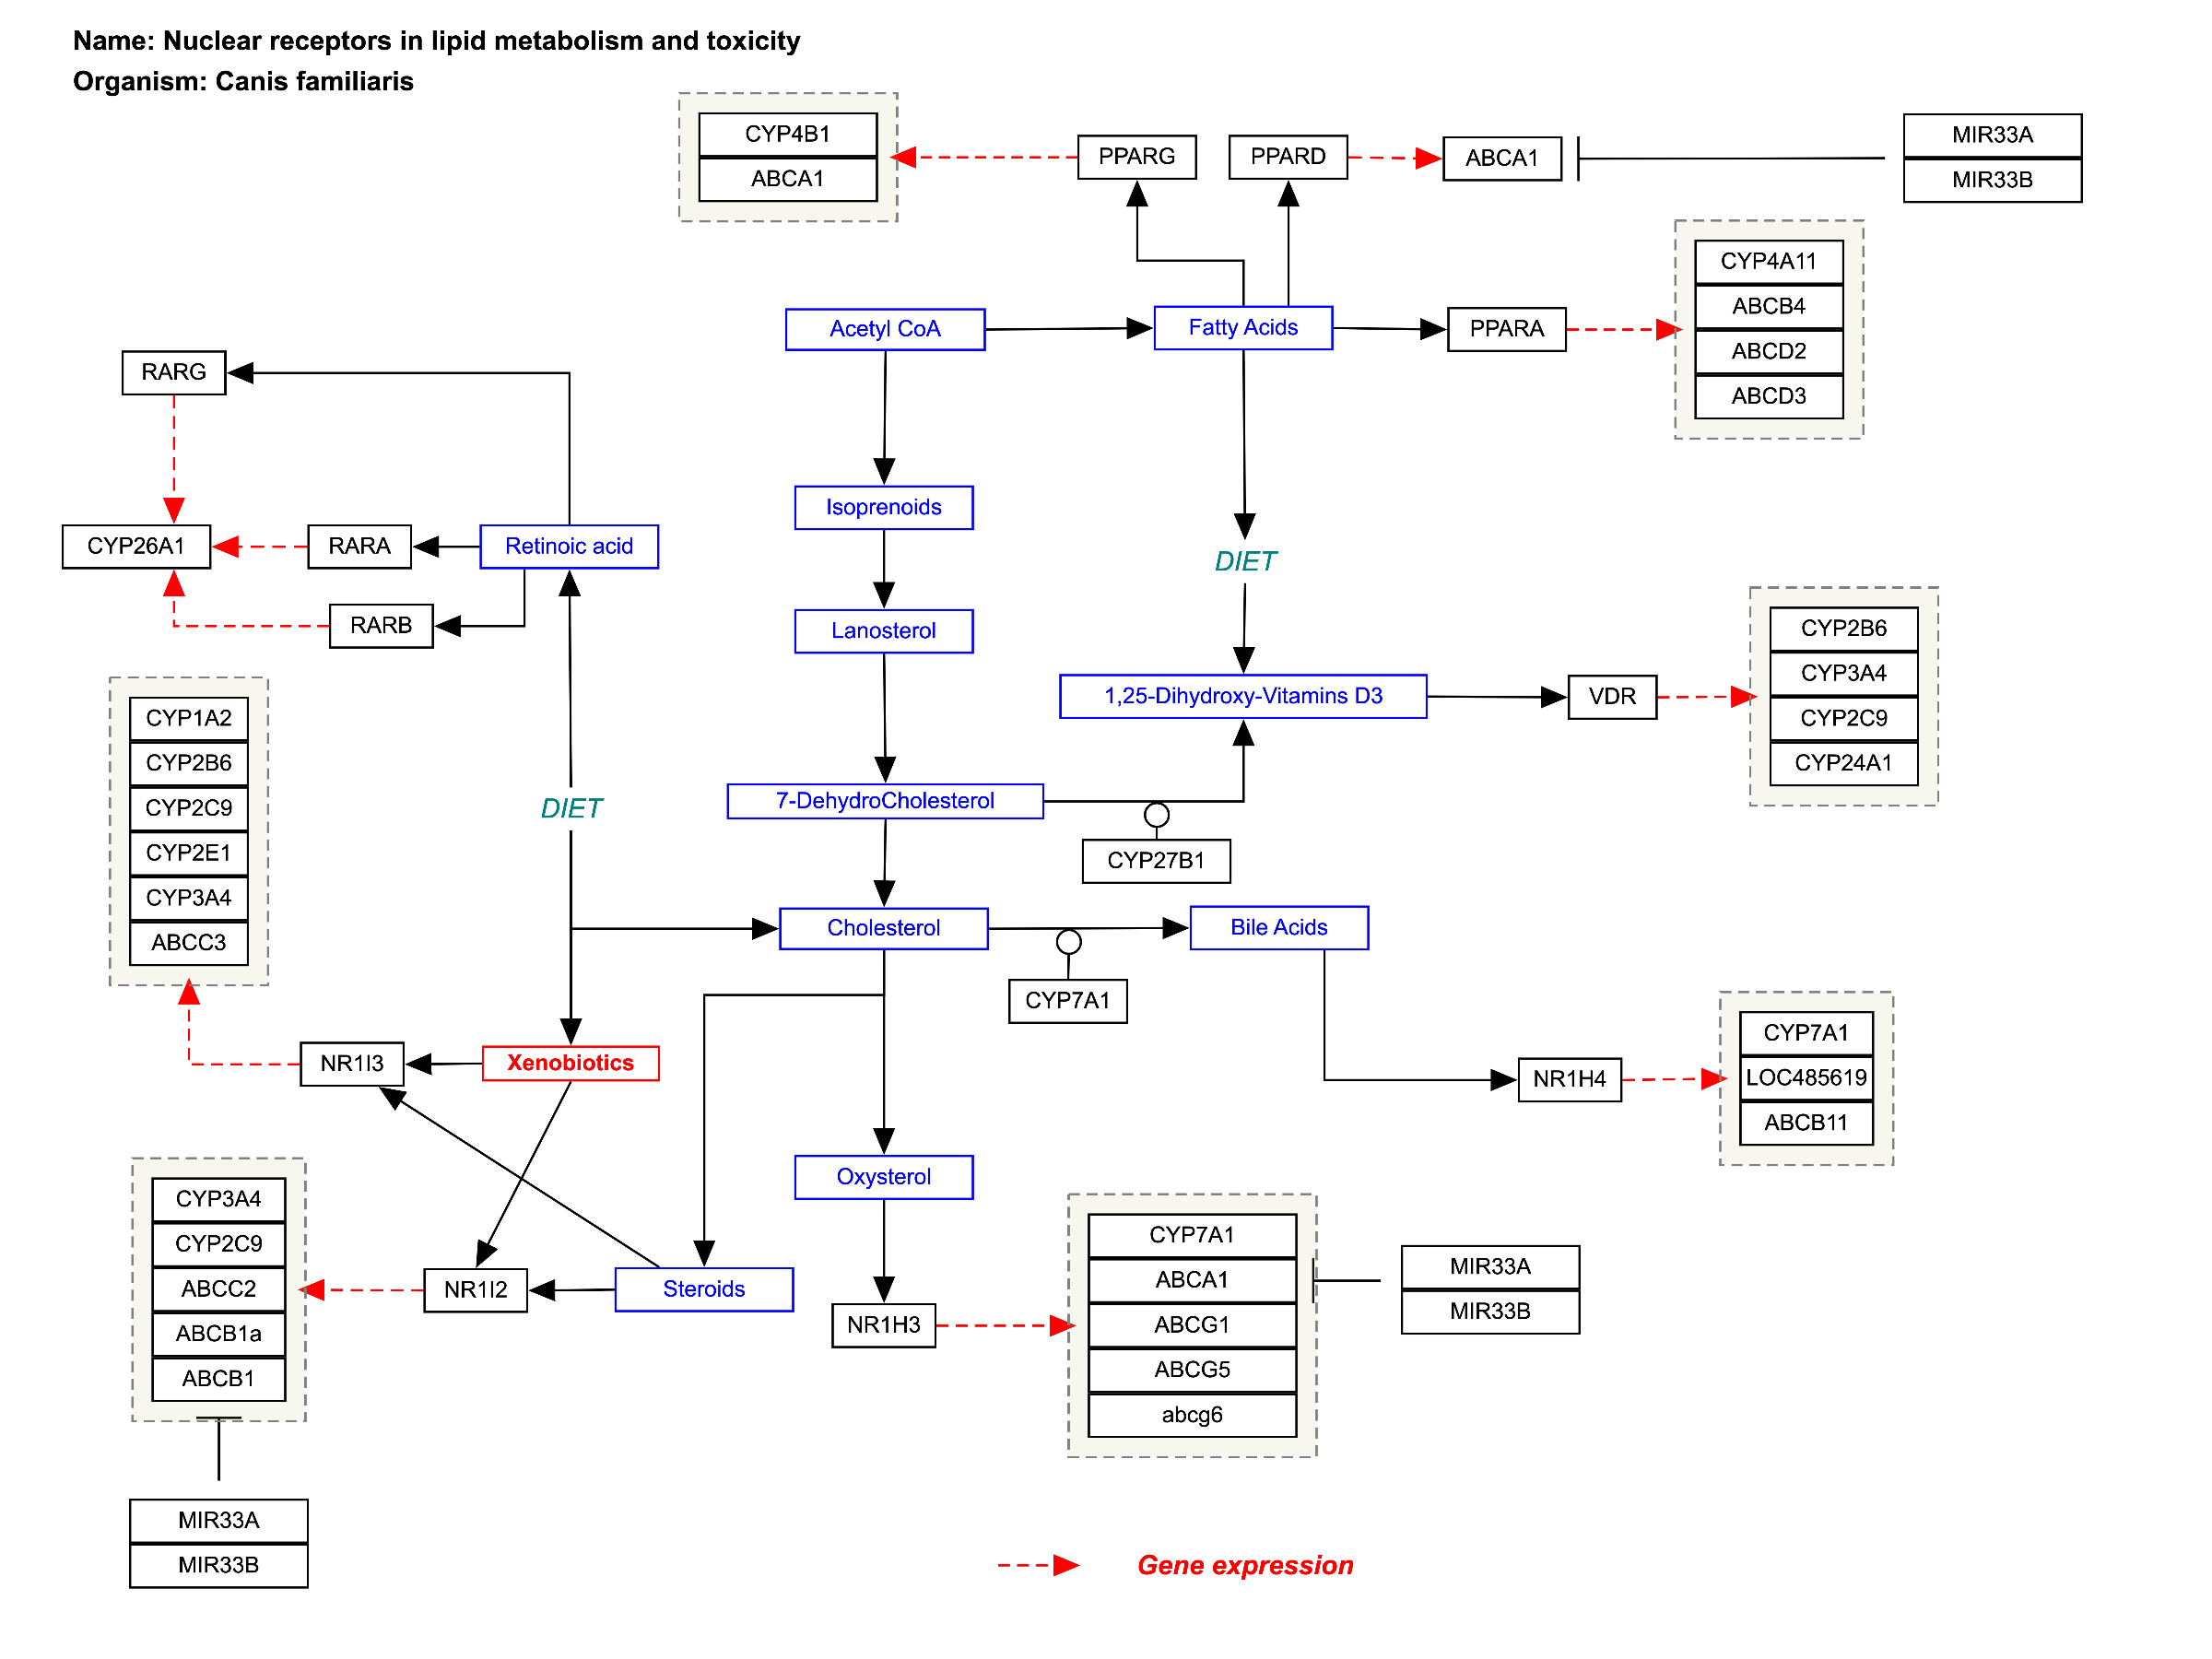 Name: Nuclear receptors in lipid metabolism and toxicity
Organism: Canis familiaris
CYP4B1
ABCA1
PPARG
PPARD
ABCA1
MIR33A
MIR33B
CYP4A11
ABCB4
ABCD2
ABCD3
Acetyl CoA
Fatty Acids
PPARA
RARG
Isoprenoids
CYP26A1
RARA
Retinoic acid
DIET
RARB
Lanosterol
CYP2B6
CYP3A4
CYP2C9
CYP24A1
1,25-Dihydroxy-Vitamins D3
VDR
CYP1A2
CYP2B6
CYP2C9
CYP2E1
CYP3A4
ABCC3
DIET
7-DehydroCholesterol
CYP27B1
Cholesterol
Bile Acids
CYP7A1
NR1I3
Xenobiotics
NR1H4
CYP7A1
LOC485619
ABCB11
Oxysterol
CYP3A4
CYP2C9
ABCC2
ABCB1a
ABCB1
NR1I2
Steroids
NR1H3
CYP7A1
ABCA1
ABCG1
ABCG5
abcg6
MIR33A
MIR33B
MIR33A
MIR33B
Gene expression